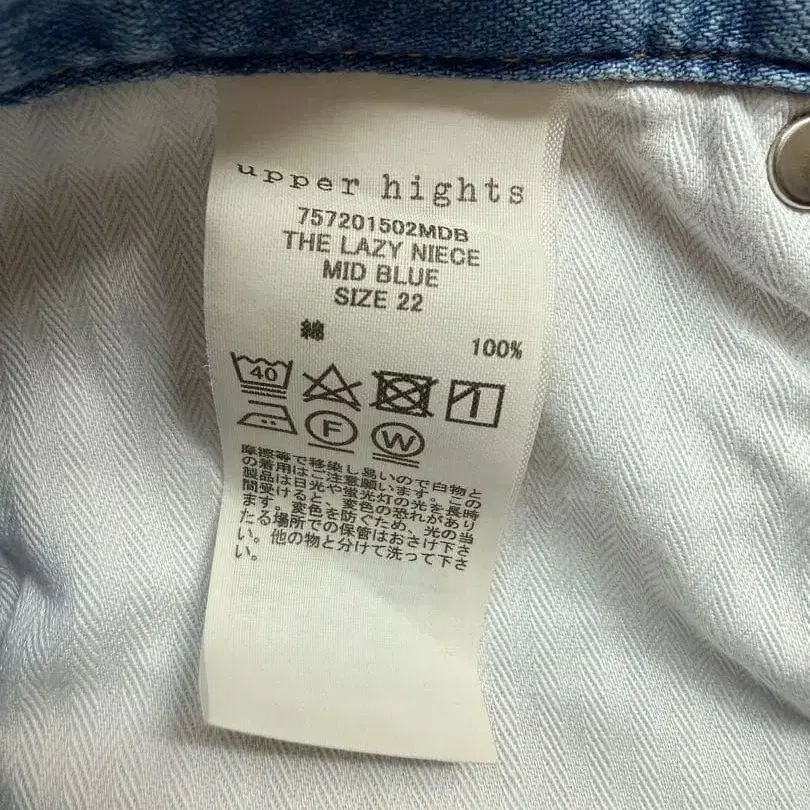 upper hights
757201502MDB
THE LAZY NIECE
MID BLUE
SIZE 22
綿 100%
40
F W
摩擦等で移染し易いので白物と
の着用はご注意願います。この
製品は日光や蛍光灯の光を長時
間受けると、変色の恐れがあり
ます。変色を防ぐため、光の当
たる場所での保管はおさけ下さ
い。他の物と分けて洗って下さ
い。